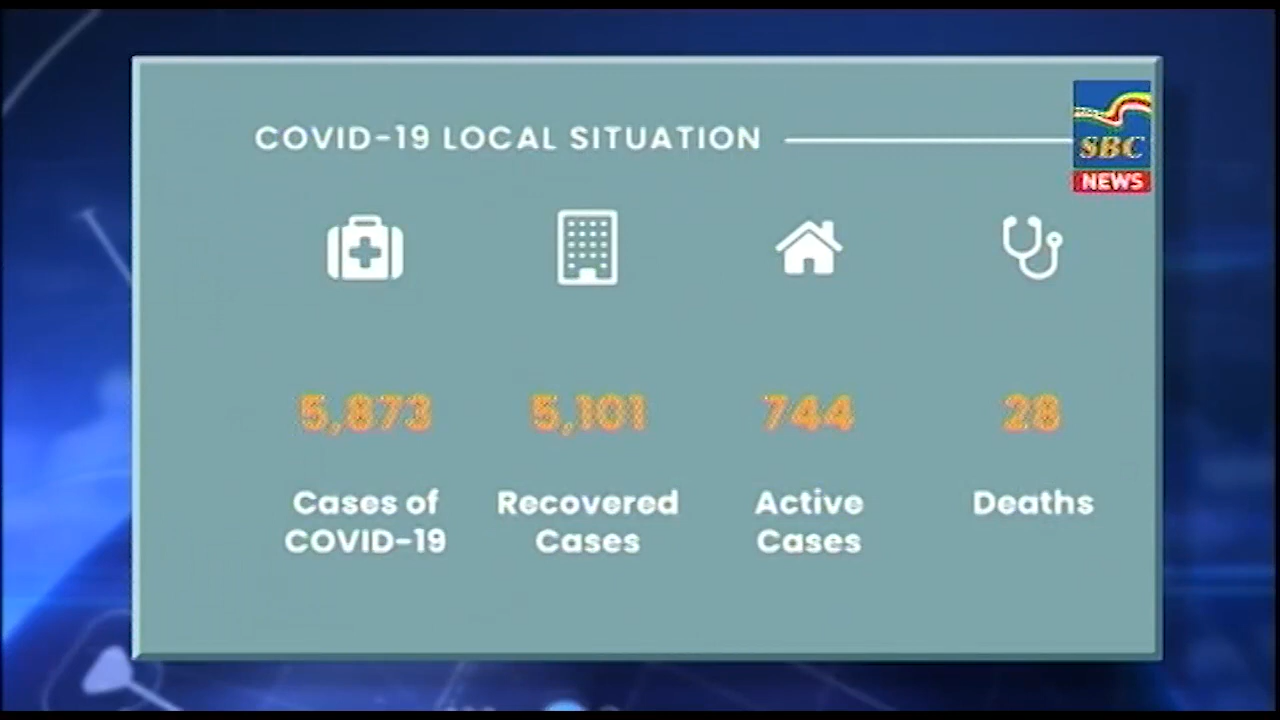 COVID-19 LOCAL SITUATION
SBC
NEWS
5,873
5,101
744
28
Cases of
COVID-19
Recovered
Cases
Active
Cases
Deaths